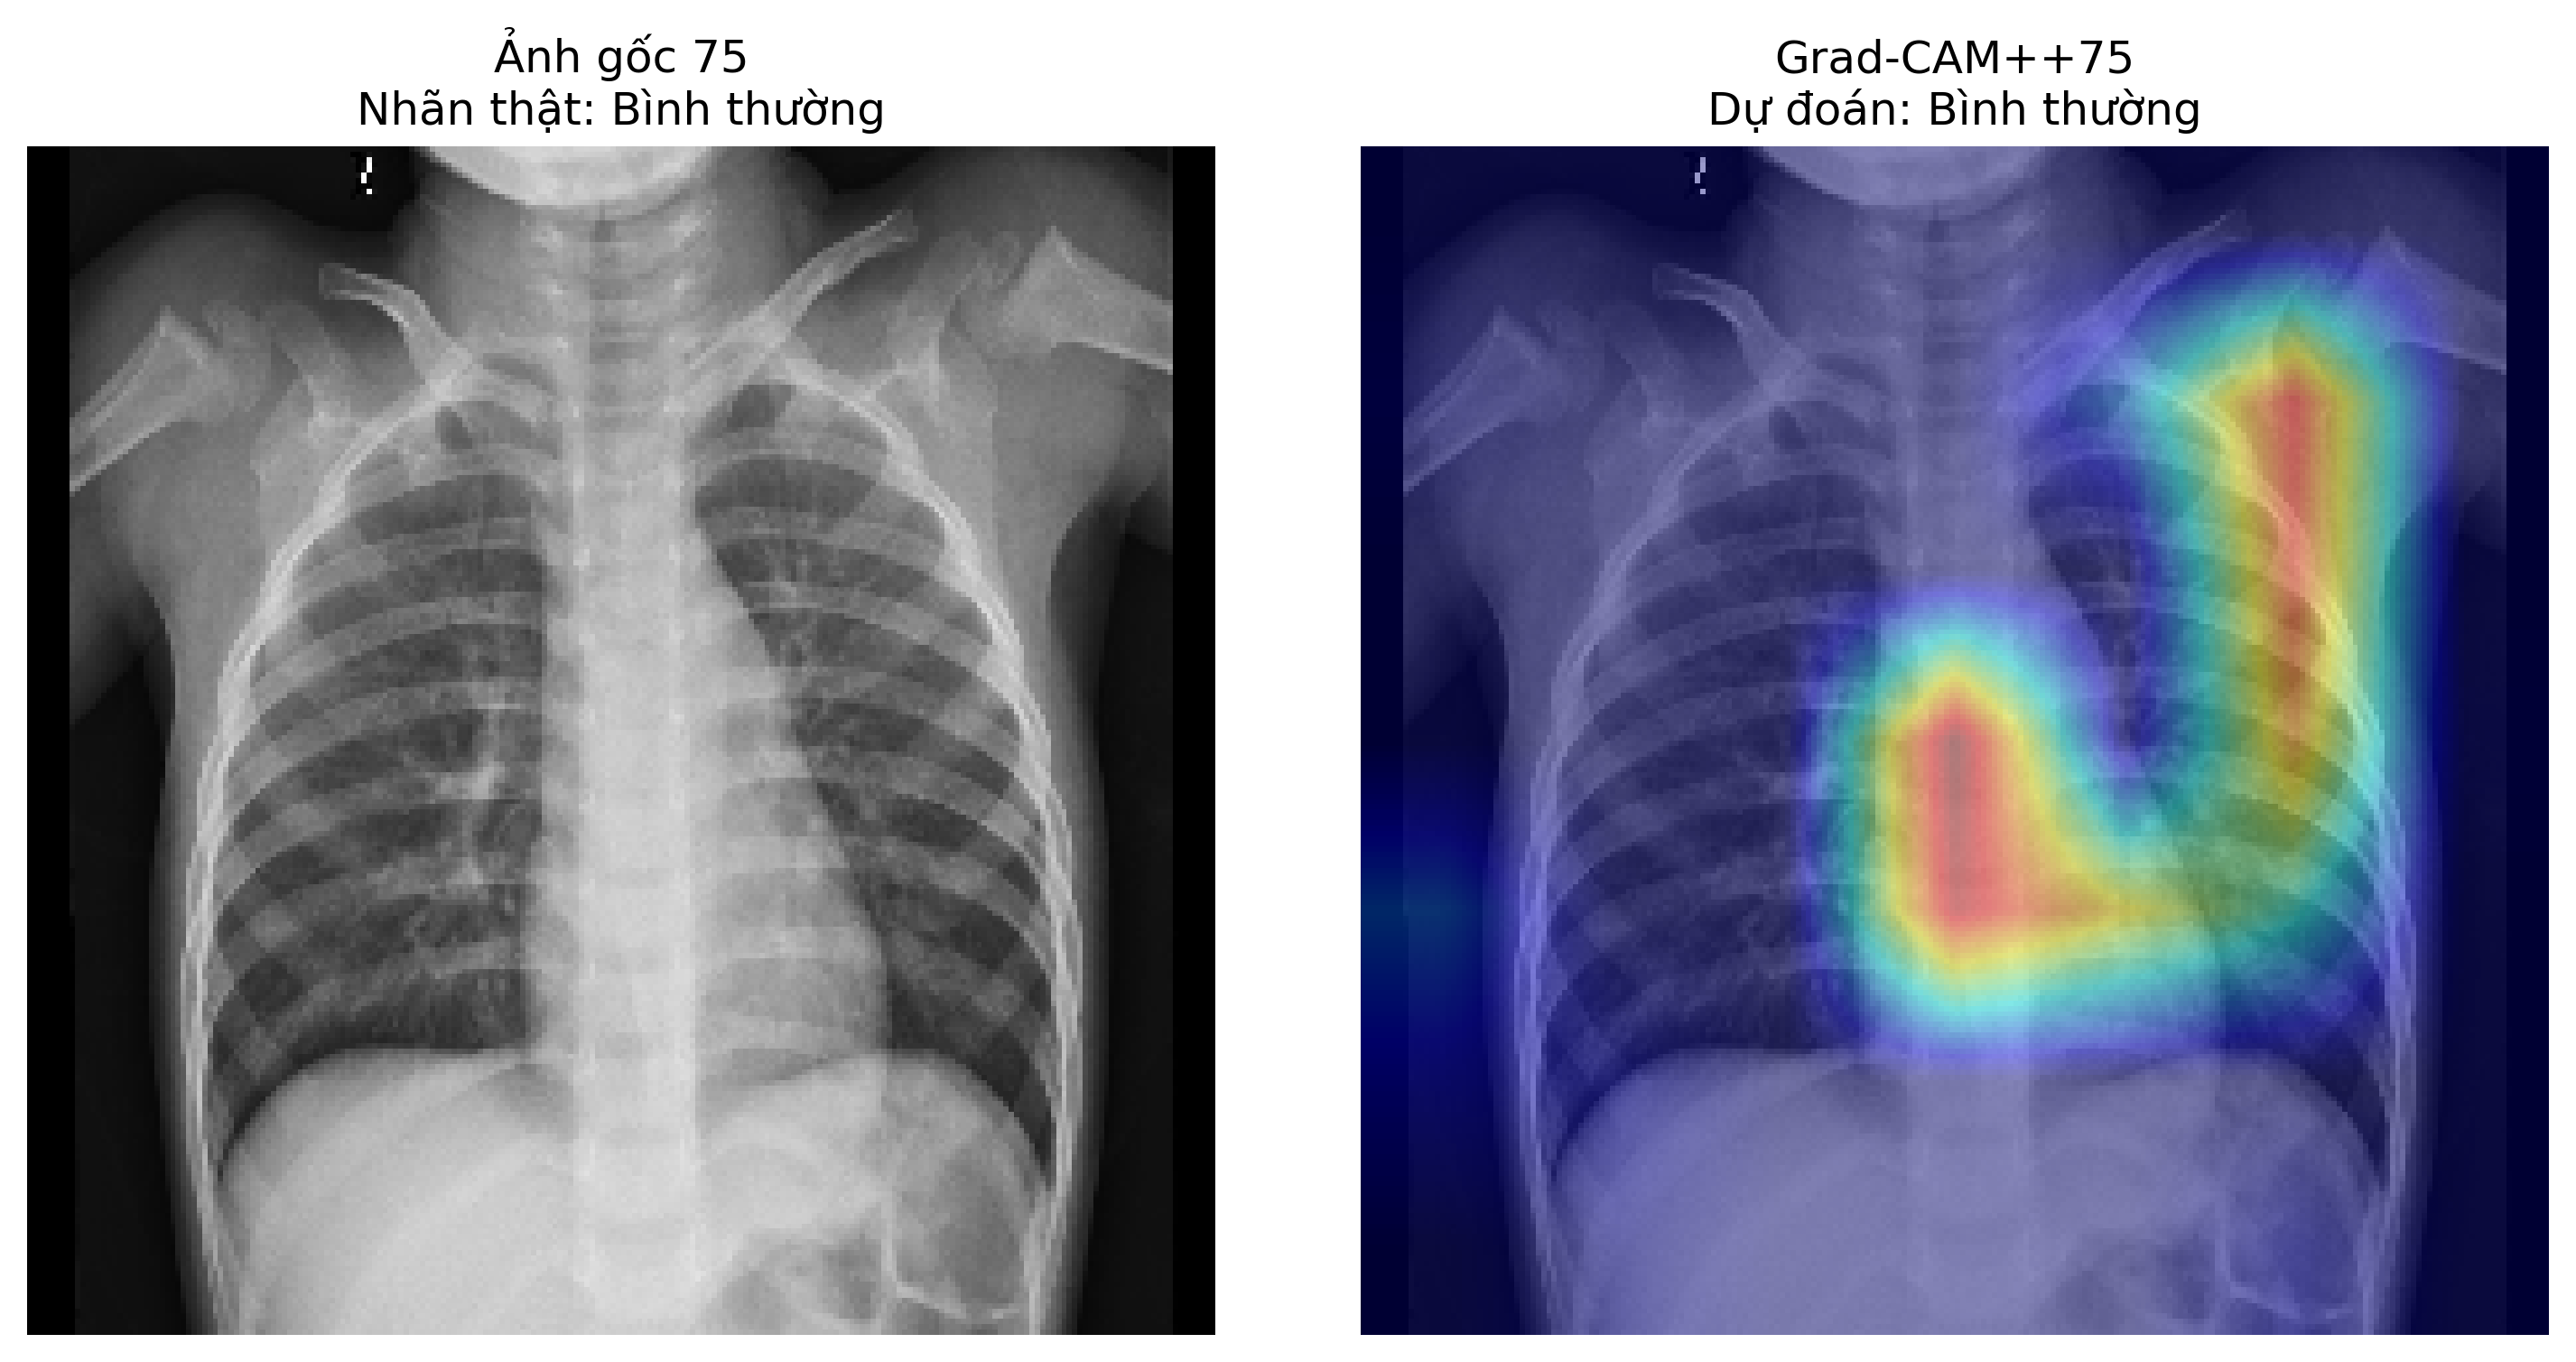 Ảnh gốc 75
Nhãn thật: Bình thường
Grad-CAM++75
Dự đoán: Bình thường